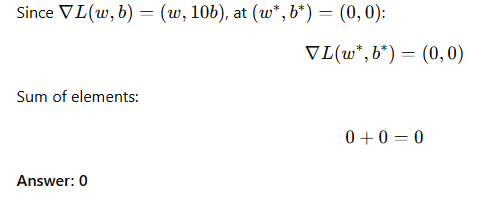 Since ∇L(w, b) = (w, 10b), at (w*, b*) = (0, 0):
∇L(w*, b*) = (0, 0)
Sum of elements:
0 + 0 = 0
Answer: 0